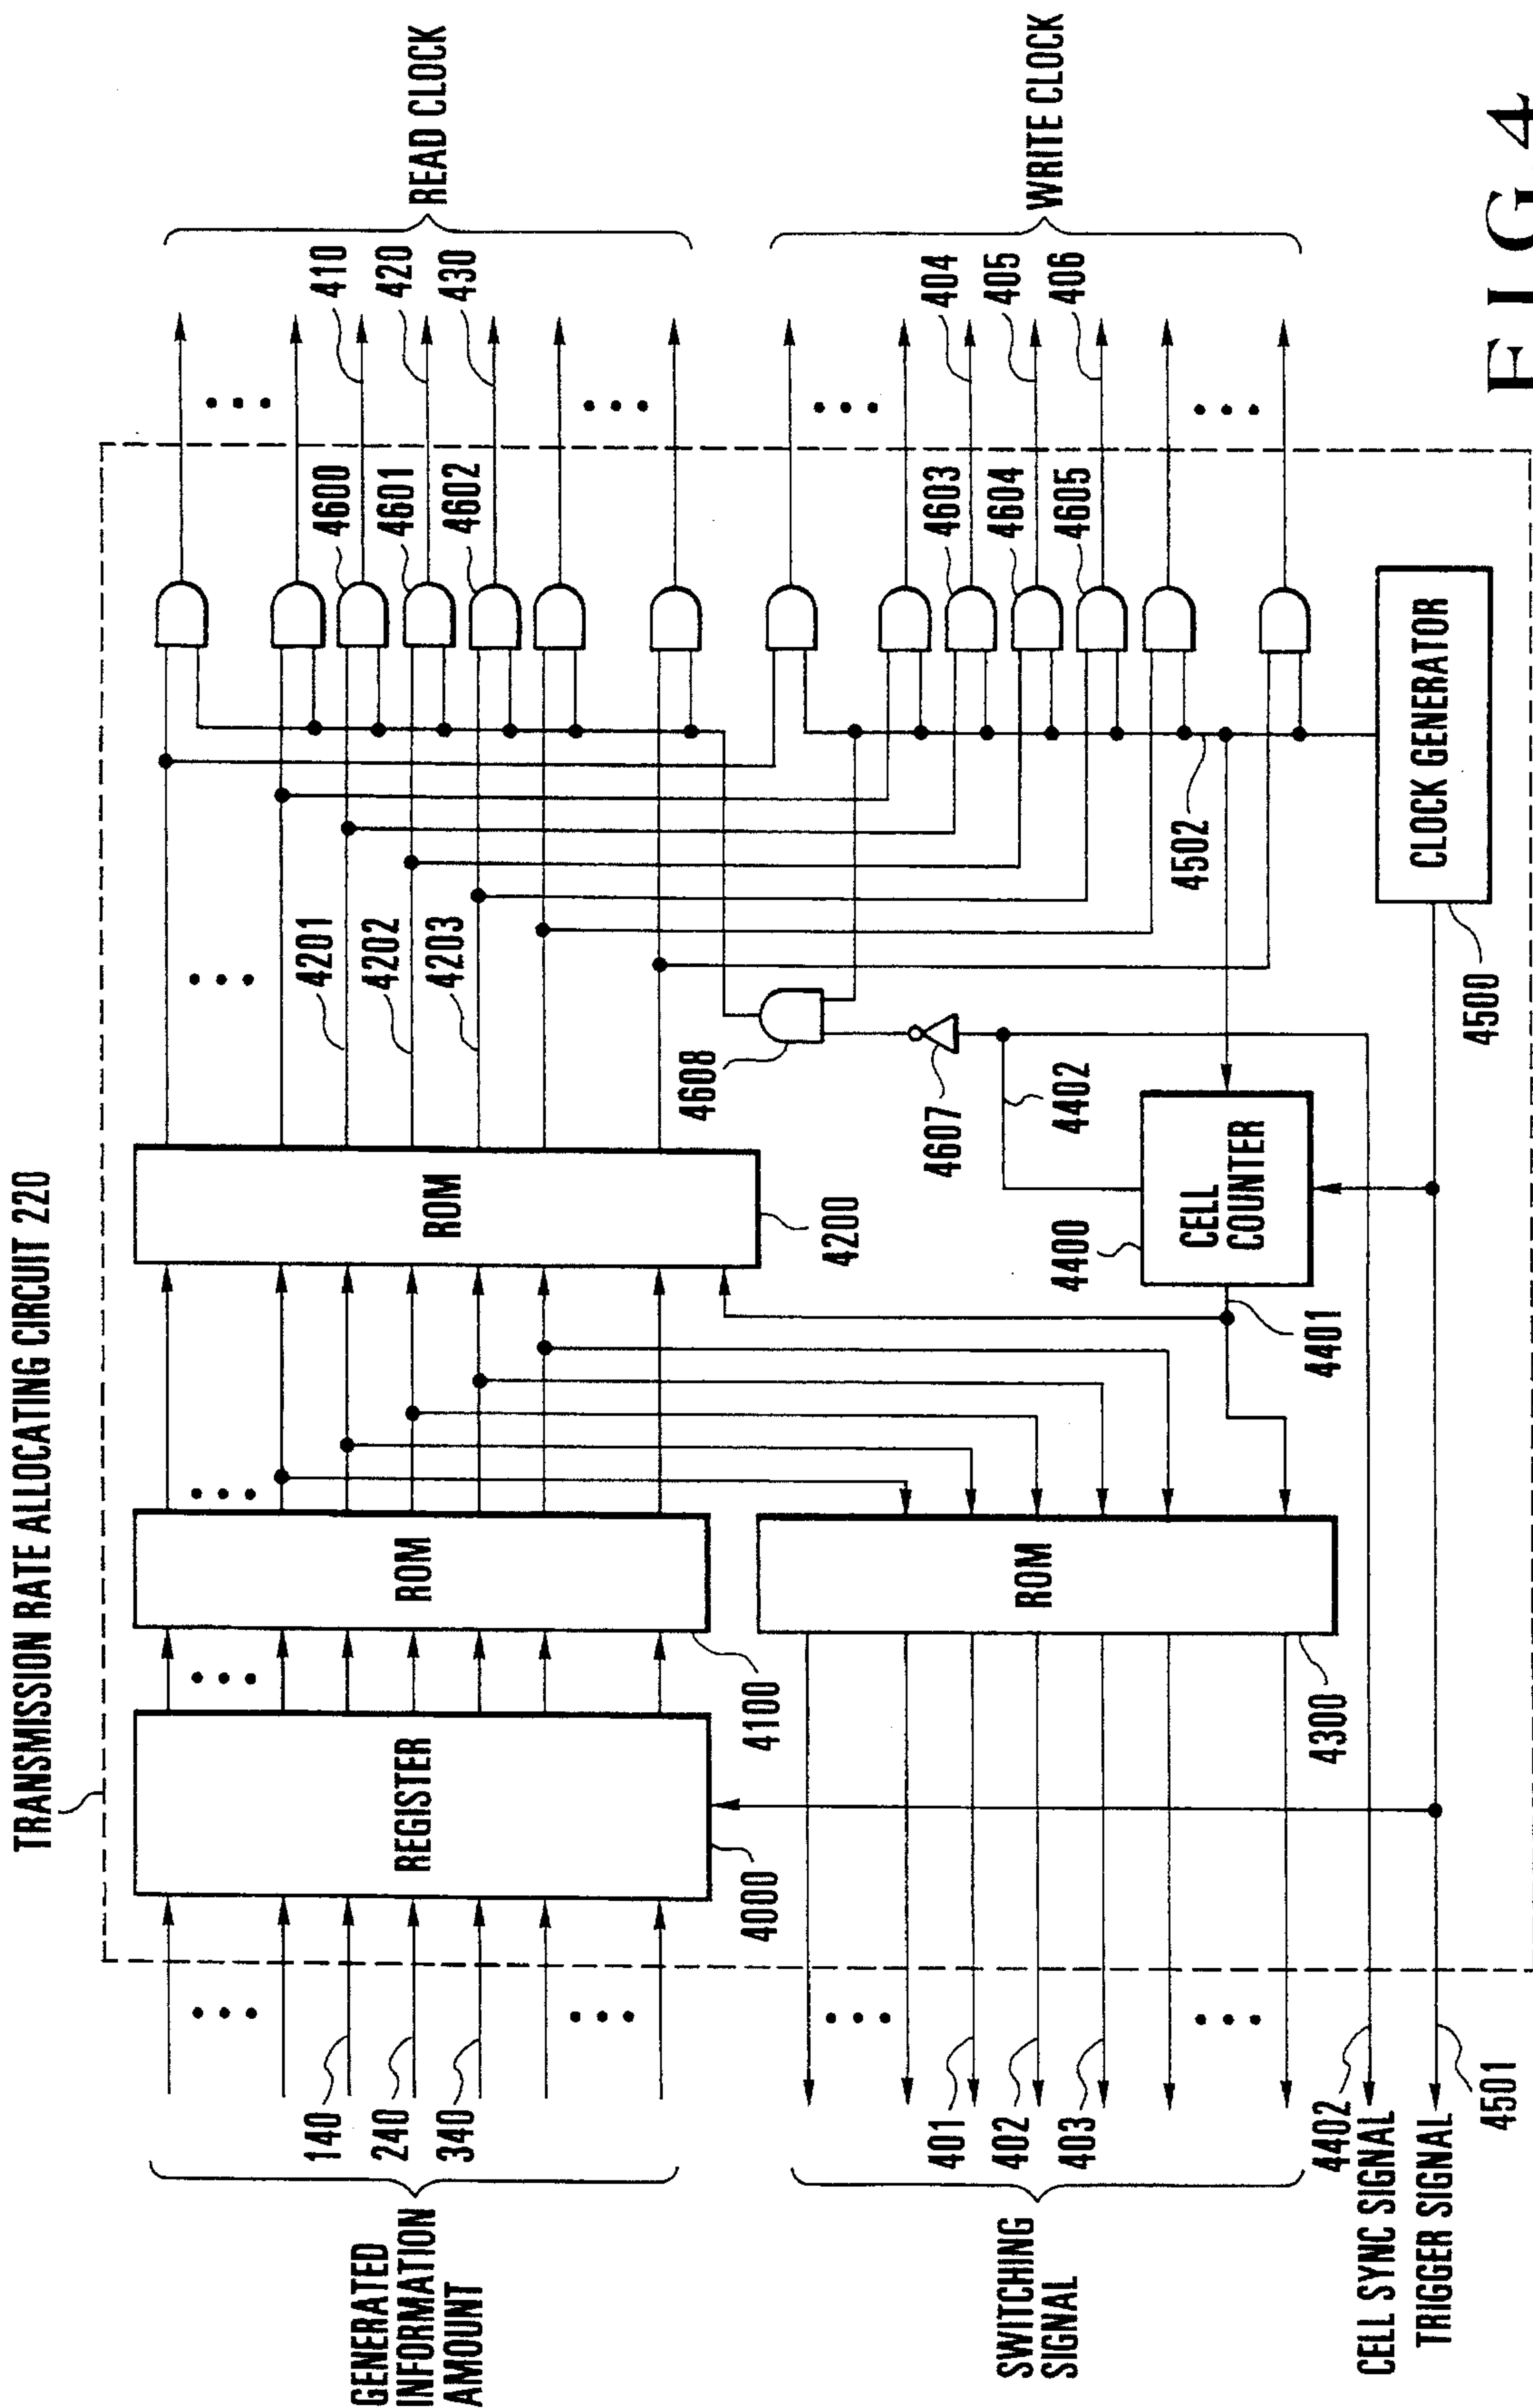 TRANSMISSION RATE ALLOCATING CIRCUIT 220
GENERATED
INFORMATION
AMOUNT
140
240
340
REGISTER
4000
ROM
4100
ROM
4200
4201
4202
4203
4600
4601
4602
410
420
430
READ CLOCK
SWITCHING
SIGNAL
401
402
403
ROM
4300
4608
4607
4402
CELL
COUNTER
4400
4401
4502
4603
4604
4605
404
405
406
WRITE CLOCK
4402
CELL SYNC SIGNAL
TRIGGER SIGNAL
4501
CLOCK GENERATOR
4500
FIG.4